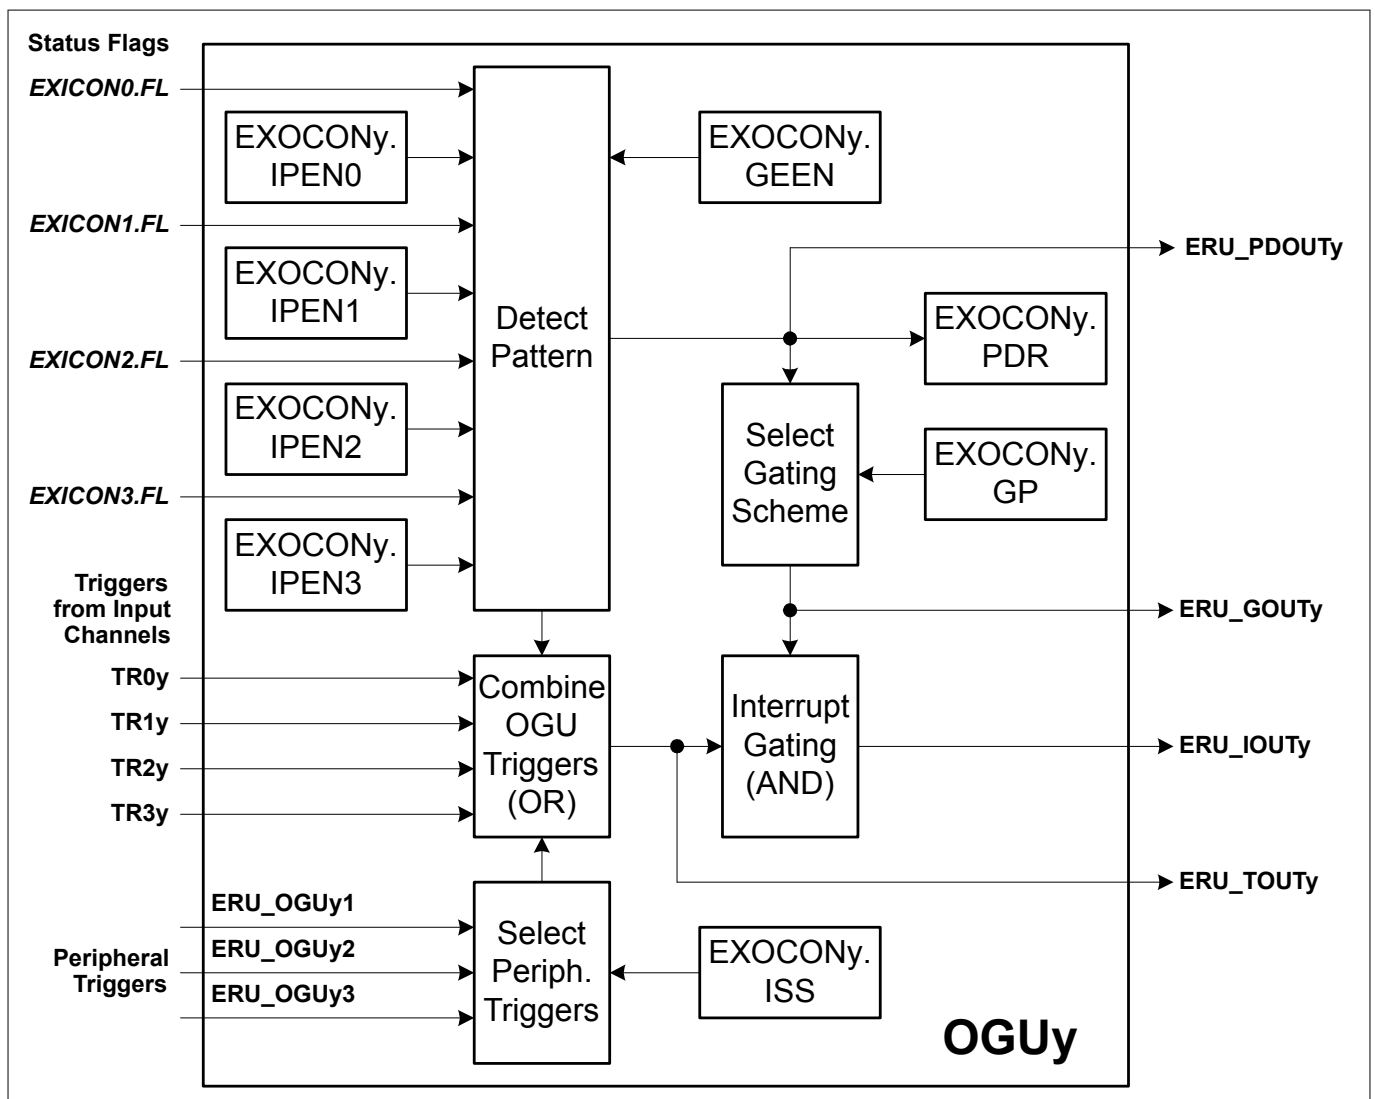 Status Flags
EXICON0.FL
EXOCONy.
IPEN0
EXOCONy.
GEEN
EXICON1.FL
ERU_PDOUTy
EXOCONy.
IPEN1
Detect
Pattern
EXOCONy.
PDR
EXICON2.FL
EXOCONy.
IPEN2
Select
Gating
Scheme
EXOCONy.
GP
EXICON3.FL
EXOCONy.
IPEN3
Triggers
from Input
Channels
ERU_GOUTy
TR0y
TR1y
TR2y
TR3y
Combine
OGU
Triggers
(OR)
Interrupt
Gating
(AND)
ERU_IOUTy
ERU_TOUTy
Peripheral
Triggers
ERU_OGUy1
ERU_OGUy2
ERU_OGUy3
Select
Periph.
Triggers
EXOCONy.
ISS
OGUy